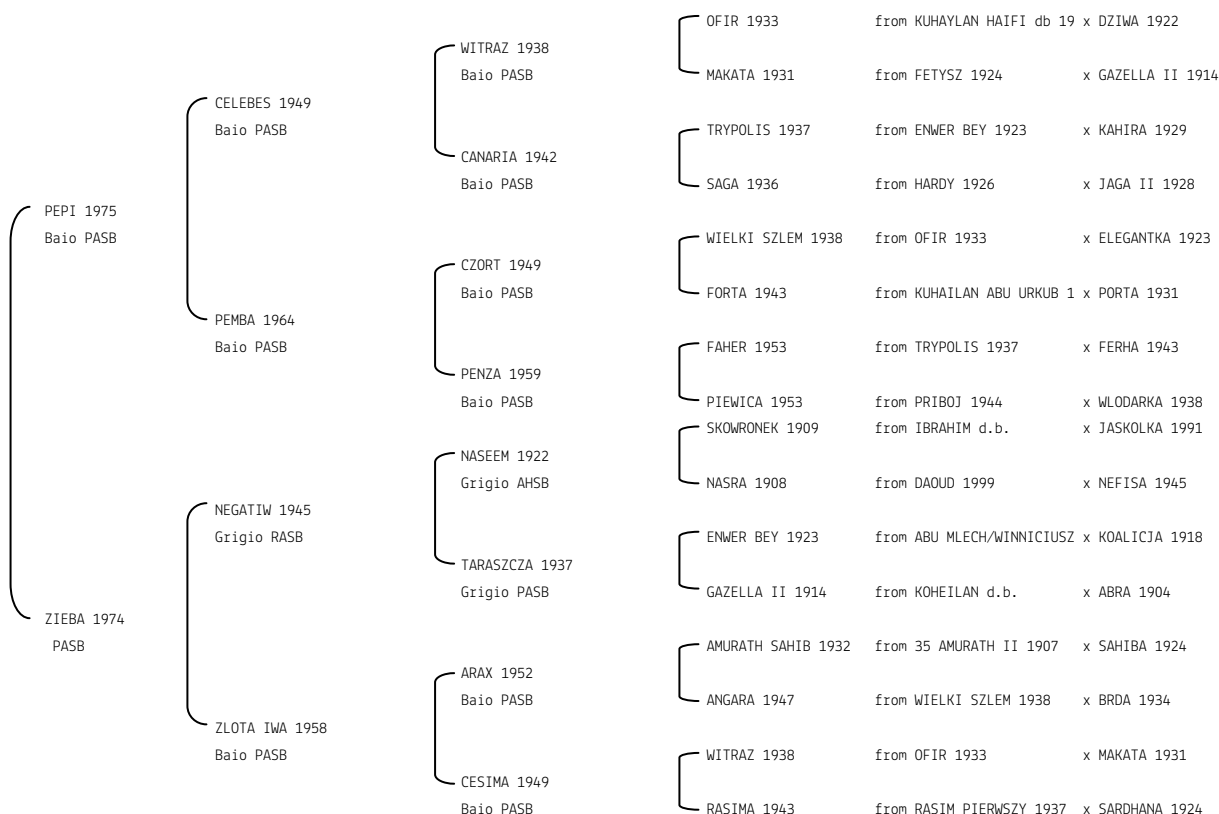 OFIR 1933 from KUHAYLAN HAIFI db 19 x DZIWA 1922
WITRAZ 1938
Baio PASB MAKATA 1931 from FETYSZ 1924 x GAZELLA II 1914
CELEBES 1949
Baio PASB TRYPOLIS 1937 from ENWER BEY 1923 x KAHIRA 1929
CANARIA 1942
Baio PASB SAGA 1936 from HARDY 1926 x JAGA II 1928
PEPI 1975
Baio PASB WIELKI SZLEM 1938 from OFIR 1933 x ELEGANTKA 1923
CZORT 1949
Baio PASB FORTA 1943 from KUHAILAN ABU URKUB 1 x PORTA 1931
PEMBA 1964
Baio PASB FAHER 1953 from TRYPOLIS 1937 x FERHA 1943
PENZA 1959
Baio PASB PIEWICA 1953 from PRIBOJ 1944 x WLODARKA 1938
SKOWRONEK 1909 from IBRAHIM d.b. x JASKOLKA 1991
NASEEM 1922
Grigio AHSB NASRA 1908 from DAOUD 1999 x NEFISA 1945
NEGATIW 1945
Grigio RASB ENWER BEY 1923 from ABU MLECH/WINNICIUSZ x KOALICJA 1918
TARASZCZA 1937
Grigio PASB GAZELLA II 1914 from KOHEILAN d.b. x ABRA 1904
ZIEBA 1974
PASB AMURATH SAHIB 1932 from 35 AMURATH II 1907 x SAHIBA 1924
ARAX 1952
Baio PASB ANGARA 1947 from WIELKI SZLEM 1938 x BRDA 1934
ZLOTA IWA 1958
Baio PASB WITRAZ 1938 from OFIR 1933 x MAKATA 1931
CESIMA 1949
Baio PASB RASIMA 1943 from RASIM PIERWSZY 1937 x SARDHANA 1924